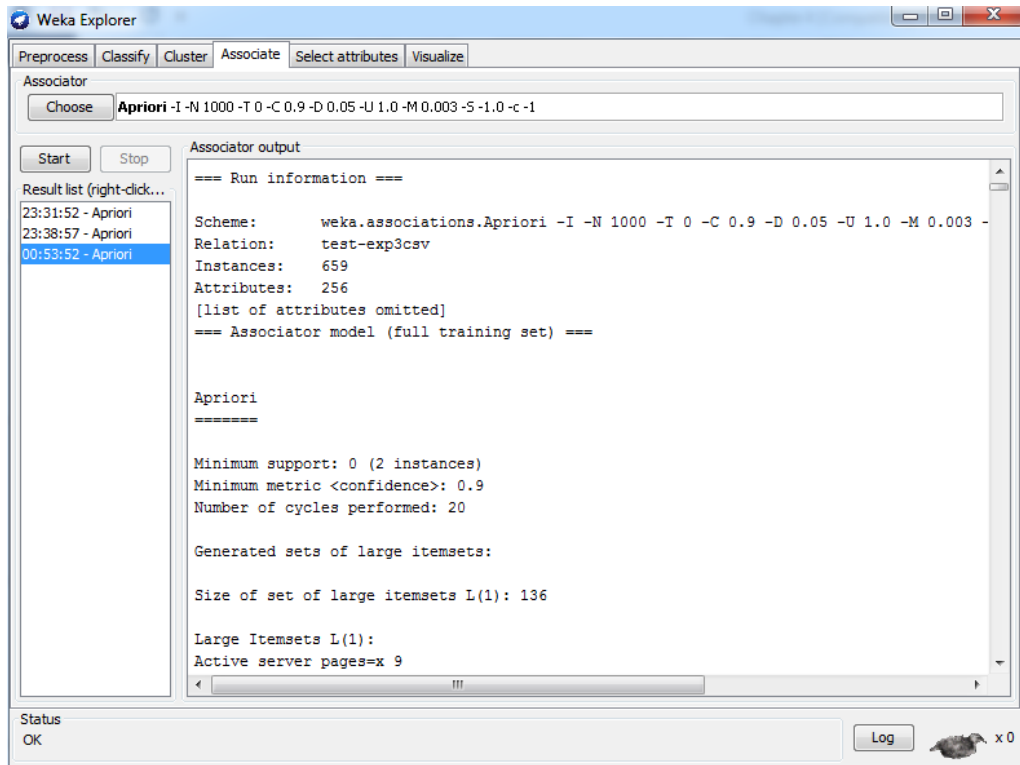 Weka Explorer
Preprocess Classify Cluster Associate Select attributes Visualize
Associator
Choose Apriori -I -N 1000 -T 0 -C 0.9 -D 0.05 -U 1.0 -M 0.003 -S -1.0 -c -1
Start Stop
Result list (right-click...
23:31:52 - Apriori
23:38:57 - Apriori
00:53:52 - Apriori
Associator output
=== Run information ===
Scheme: weka.associations.Apriori -I -N 1000 -T 0 -C 0.9 -D 0.05 -U 1.0 -M 0.003 -
Relation: test-exp3csv
Instances: 659
Attributes: 256
[list of attributes omitted]
=== Associator model (full training set) ===
Apriori
=======
Minimum support: 0 (2 instances)
Minimum metric <confidence>: 0.9
Number of cycles performed: 20
Generated sets of large itemsets:
Size of set of large itemsets L(1): 136
Large Itemsets L(1):
Active server pages=x 9
Status
OK
Log
x 0